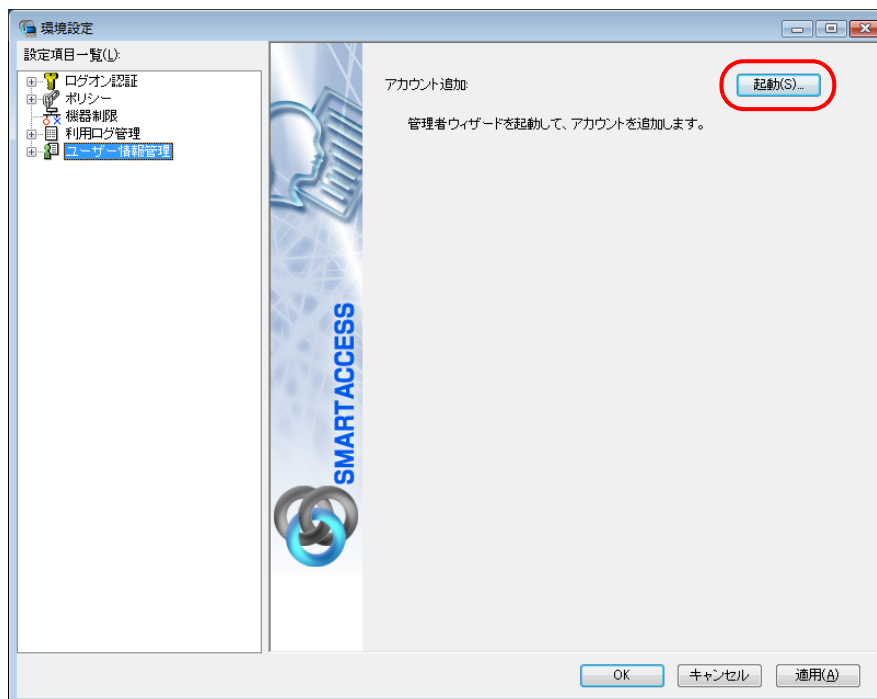 環境設定
設定項目一覧(L):
ログオン認証
ポリシー
機器制限
利用ログ管理
ユーザー情報管理
SMARTACCESS
アカウント追加:
起動(S)...
管理者ウィザードを起動して、アカウントを追加します。
OK
キャンセル
適用(A)